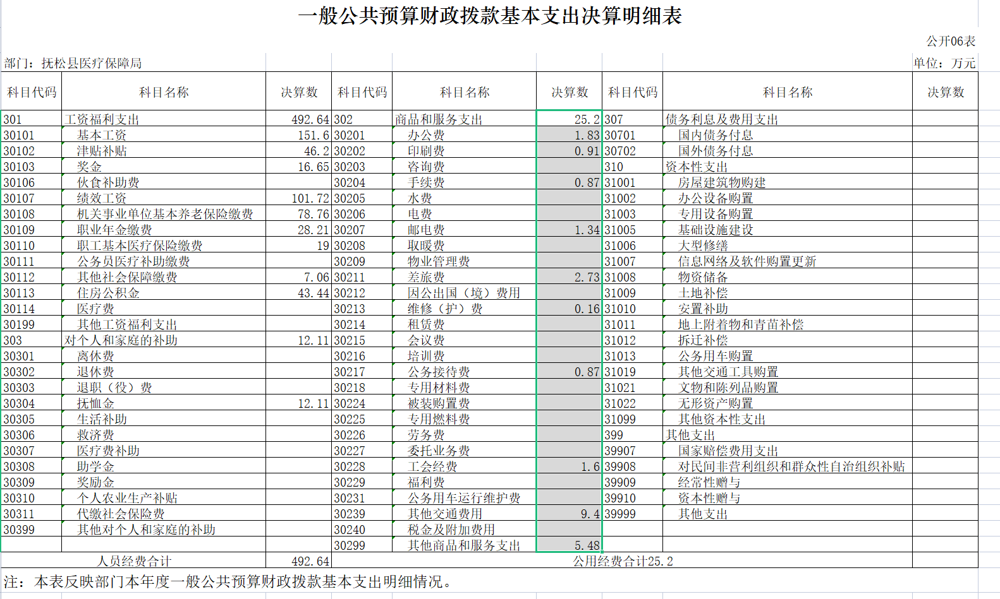 一般公共预算财政拨款基本支出决算明细表
公开06表
部门：抚松县医疗保障局 单位：万元
科目代码 科目名称 决算数 科目代码 科目名称 决算数 科目代码 科目名称 决算数
301 工资福利支出 492.64 302 商品和服务支出 25.2 307 债务利息及费用支出
30101 基本工资 151.6 30201 办公费 1.83 30701 国内债务付息
30102 津贴补贴 46.2 30202 印刷费 0.91 30702 国外债务付息
30103 奖金 16.65 30203 咨询费 310 资本性支出
30106 伙食补助费 30204 手续费 0.87 31001 房屋建筑物购建
30107 绩效工资 101.72 30205 水费 31002 办公设备购置
30108 机关事业单位基本养老保险缴费 78.76 30206 电费 31003 专用设备购置
30109 职业年金缴费 28.21 30207 邮电费 1.34 31005 基础设施建设
30110 职工基本医疗保险缴费 19 30208 取暖费 31006 大型修缮
30111 公务员医疗补助缴费 30209 物业管理费 31007 信息网络及软件购置更新
30112 其他社会保障缴费 7.06 30211 差旅费 2.73 31008 物资储备
30113 住房公积金 43.44 30212 因公出国（境）费用 31009 土地补偿
30114 医疗费 30213 维修（护）费 0.16 31010 安置补助
30199 其他工资福利支出 30214 租赁费 31011 地上附着物和青苗补偿
303 对个人和家庭的补助 12.11 30215 会议费 31012 拆迁补偿
30301 离休费 30216 培训费 31013 公务用车购置
30302 退休费 30217 公务接待费 0.87 31019 其他交通工具购置
30303 退职（役）费 30218 专用材料费 31021 文物和陈列品购置
30304 抚恤金 12.11 30224 被装购置费 31022 无形资产购置
30305 生活补助 30225 专用燃料费 31099 其他资本性支出
30306 救济费 30226 劳务费 399 其他支出
30307 医疗费补助 30227 委托业务费 39907 国家赔偿费用支出
30308 助学金 30228 工会经费 1.6 39908 对民间非营利组织和群众性自治组织补贴
30309 奖励金 30229 福利费 39909 经常性赠与
30310 个人农业生产补贴 30231 公务用车运行维护费 39910 资本性赠与
30311 代缴社会保险费 30239 其他交通费用 9.4 39999 其他支出
30399 其他对个人和家庭的补助 30240 税金及附加费用
30299 其他商品和服务支出 5.48
人员经费合计 492.64 公用经费合计25.2
注：本表反映部门本年度一般公共预算财政拨款基本支出明细情况。